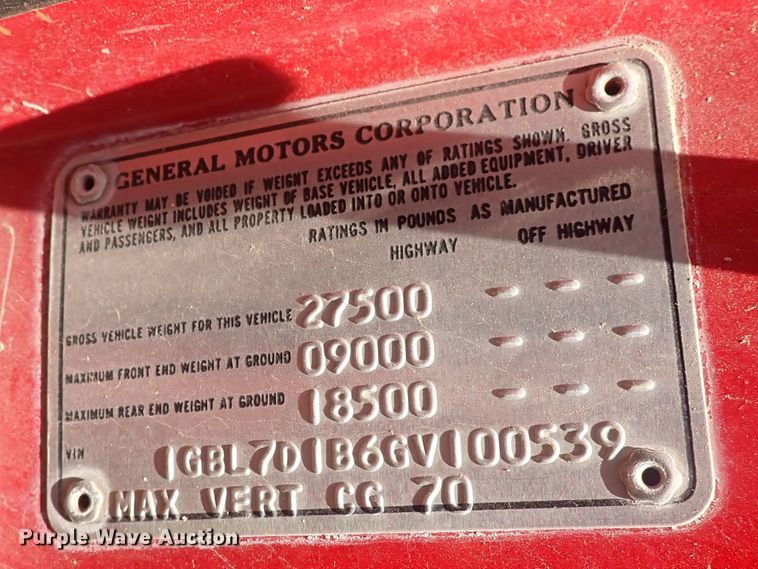 GENERAL MOTORS CORPORATION
WARRANTY MAY BE VOIDED IF WEIGHT EXCEEDS ANY OF RATINGS SHOWN. GROSS
VEHICLE WEIGHT INCLUDES WEIGHT OF BASE VEHICLE, ALL ADDED EQUIPMENT, DRIVER
AND PASSENGERS, AND ALL PROPERTY LOADED INTO OR ONTO VEHICLE.
RATINGS IN POUNDS AS MANUFACTURED
HIGHWAY OFF HIGHWAY
GROSS VEHICLE WEIGHT FOR THIS VEHICLE 27500 - - -
MAXIMUM FRONT END WEIGHT AT GROUND 09000 - - -
MAXIMUM REAR END WEIGHT AT GROUND 18500 - - -
VIN 1GBL7D1B6GV100539
MAX VERT CG 70
Purple Wave Auction